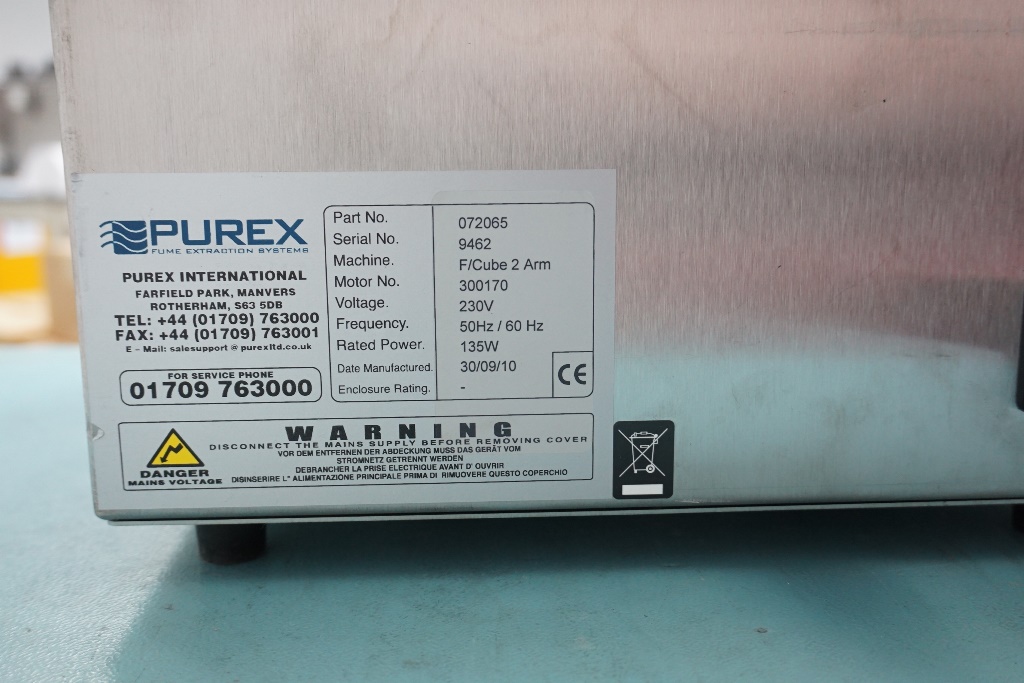 PUREX
FUME EXTRACTION SYSTEMS
PUREX INTERNATIONAL
FARFIELD PARK, MANVERS
ROTHERHAM, S63 5DB
TEL: +44 (01709) 763000
FAX: +44 (01709) 763001
E - Mail: salesupport @ purexltd.co.uk
FOR SERVICE PHONE
01709 763000
Part No. 072065
Serial No. 9462
Machine. F/Cube 2 Arm
Motor No. 300170
Voltage. 230V
Frequency. 50Hz / 60 Hz
Rated Power. 135W
Date Manufactured. 30/09/10
Enclosure Rating. -
CE
DANGER
MAINS VOLTAGE
WARNING
DISCONNECT THE MAINS SUPPLY BEFORE REMOVING COVER
VOR DEM ENTFERNEN DER ABDECKUNG MUSS DAS GERÄT VOM
STROMNETZ GETRENNT WERDEN
DEBRANCHER LA PRISE ELECTRIQUE AVANT D' OUVRIR
DISINSERIRE L" ALIMENTAZIONE PRINCIPALE PRIMA DI RIMUOVERE QUESTO COPERCHIO